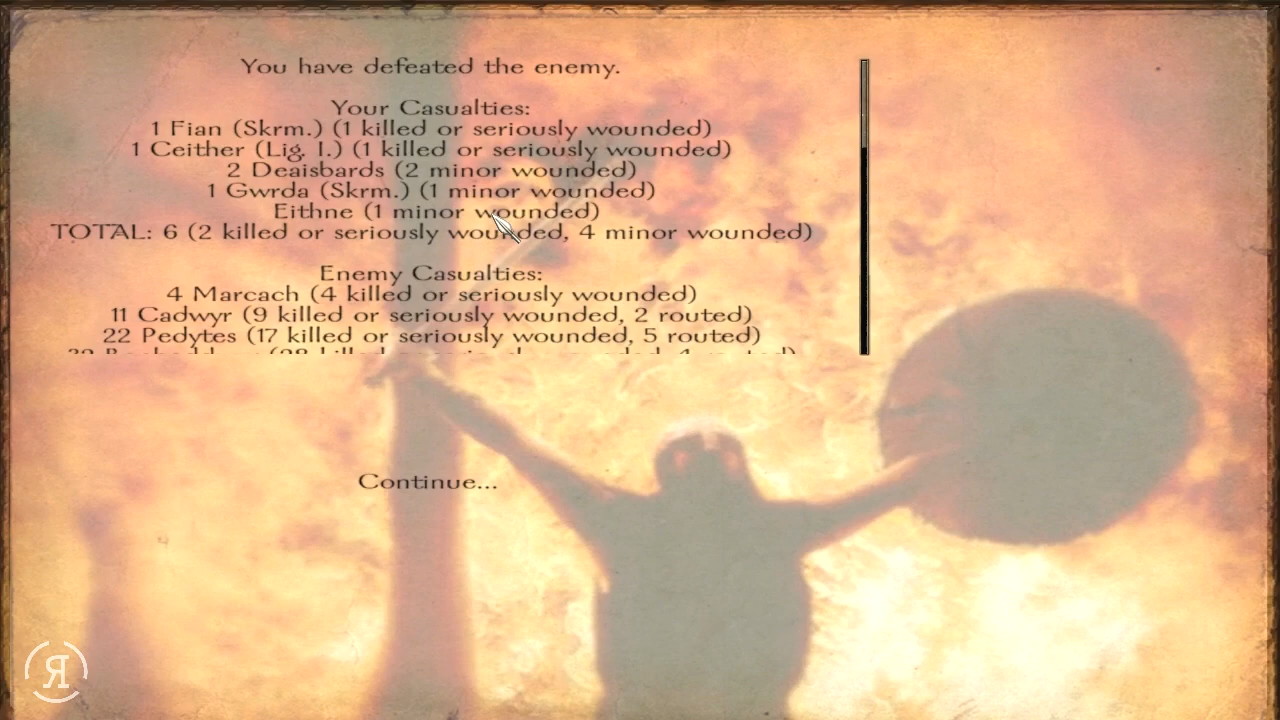 You have defeated the enemy.
Your Casualties:
1 Fian (Skrm.) (1 killed or seriously wounded)
1 Ceither (Lig. I.) (1 killed or seriously wounded)
2 Deaisbards (2 minor wounded)
1 Gwrda (Skrm.) (1 minor wounded)
Eithne (1 minor wounded)
TOTAL: 6 (2 killed or seriously wounded, 4 minor wounded)
Enemy Casualties:
4 Marcach (4 killed or seriously wounded)
11 Cadwyr (9 killed or seriously wounded, 2 routed)
22 Pedytes (17 killed or seriously wounded, 5 routed)
Continue...
Я